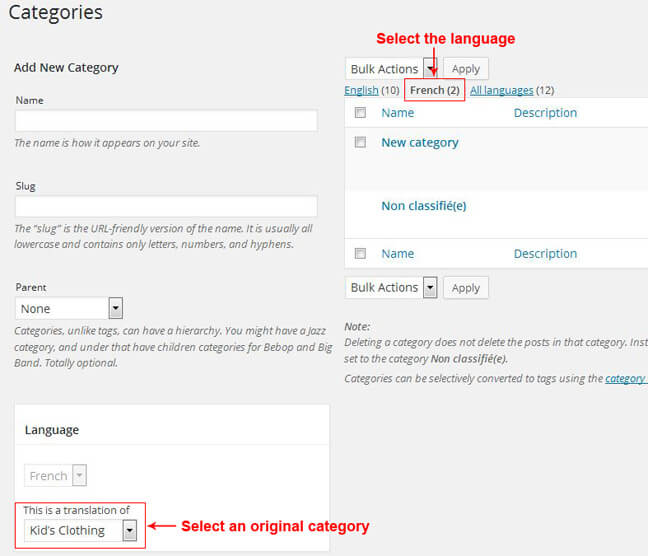 Categories
Select the language
Add New Category
Name
The name is how it appears on your site.
Slug
The "slug" is the URL-friendly version of the name. It is usually all
lowercase and contains only letters, numbers, and hyphens.
Parent
None
Categories, unlike tags, can have a hierarchy. You might have a Jazz
category, and under that have children categories for Bebop and Big
Band. Totally optional.
Language
French
This is a translation of
Kid's Clothing
Select an original category
Bulk Actions Apply
English (10) French (2) All languages (12)
Name Description
New category
Non classifié(e)
Name Description
Bulk Actions Apply
Note:
Deleting a category does not delete the posts in that category. Inst
set to the category Non classifié(e).
Categories can be selectively converted to tags using the category